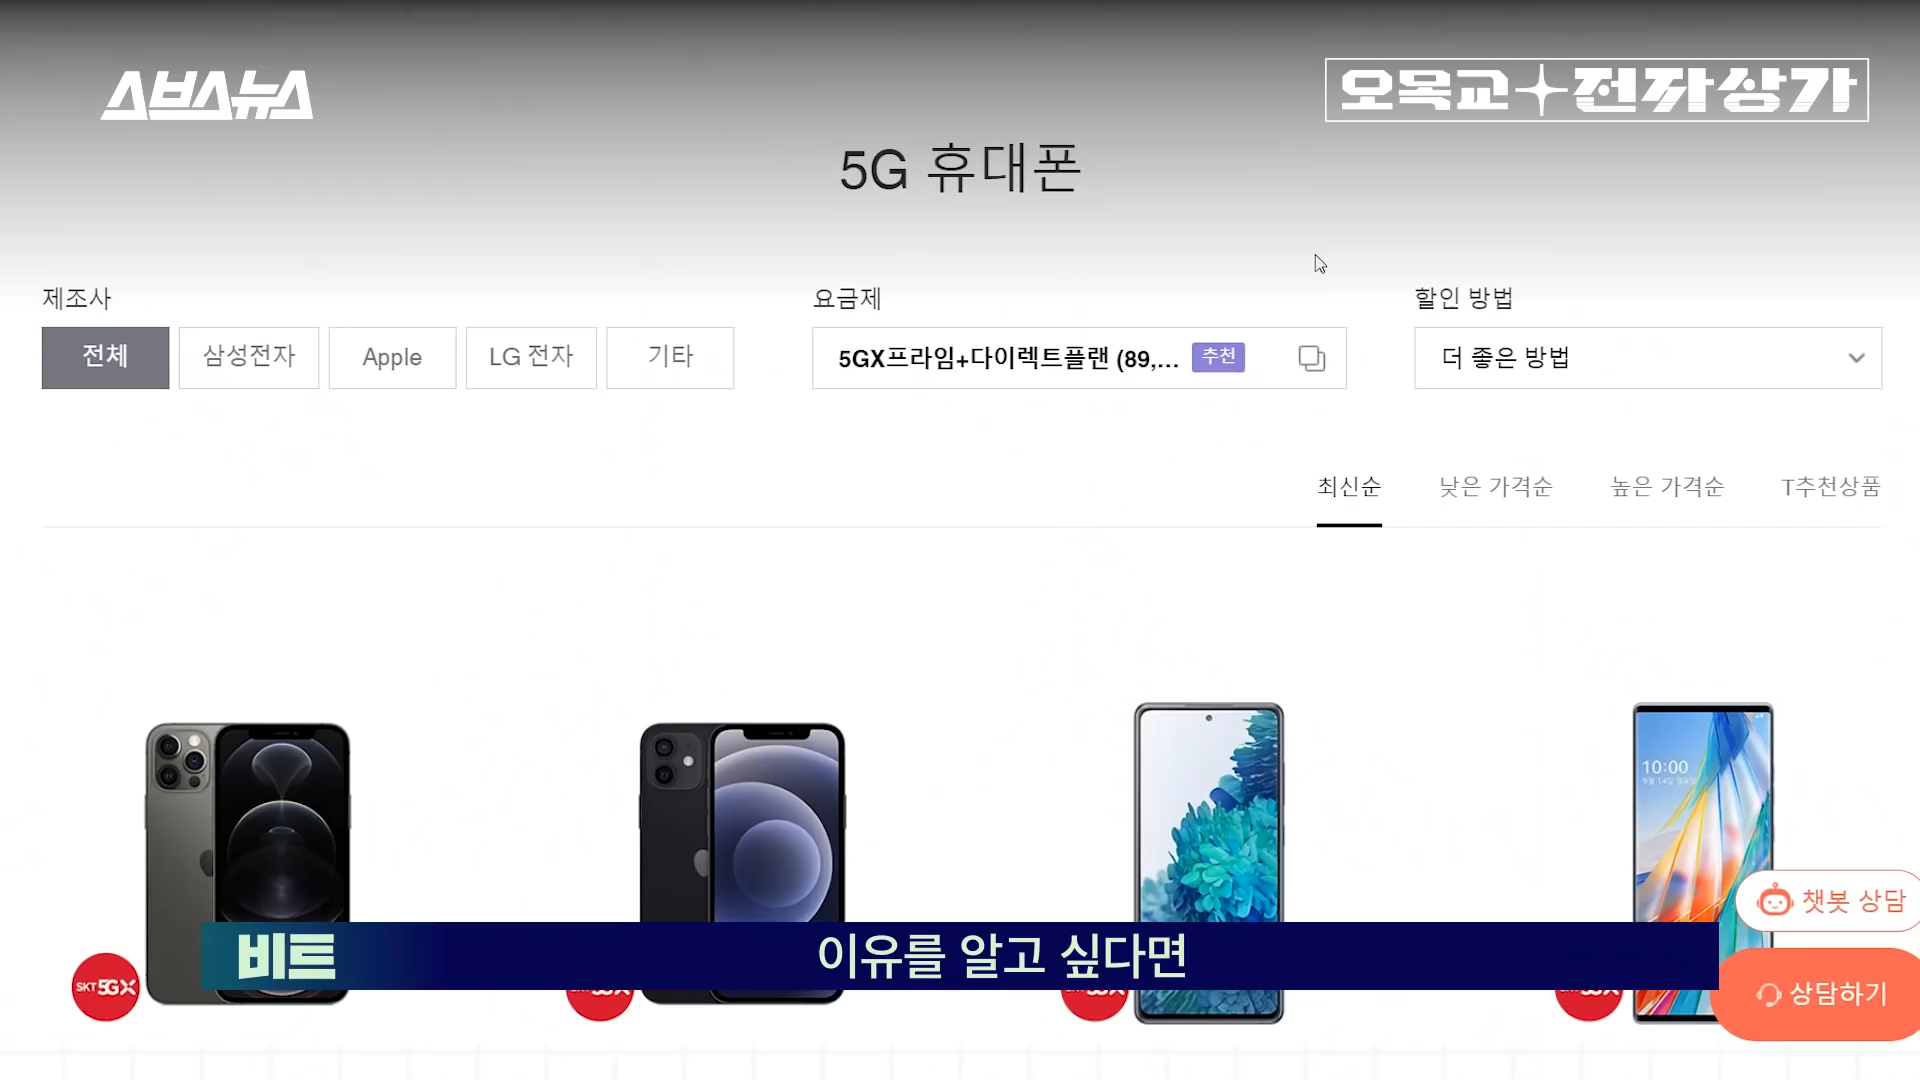 스브스뉴스
오목교 전자상가
5G 휴대폰
제조사
요금제
할인 방법
전체
삼성전자
Apple
LG 전자
기타
5GX프라임+다이렉트플랜 (89,...
추천
더 좋은 방법
최신순
낮은 가격순
높은 가격순
T추천상품
10:00
챗봇 상담
비트
이유를 알고 싶다면
SKT 5GX
상담하기